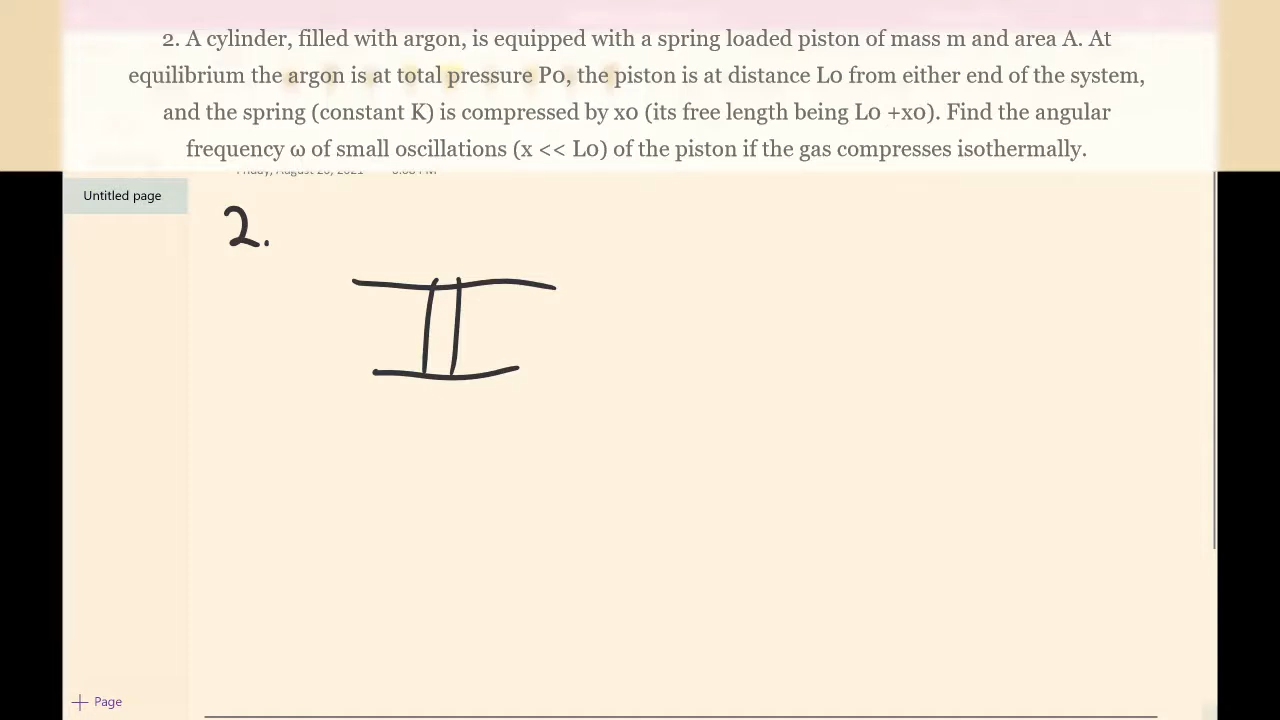 2. A cylinder, filled with argon, is equipped with a spring loaded piston of mass m and area A. At
equilibrium the argon is at total pressure P0, the piston is at distance L0 from either end of the system,
and the spring (constant K) is compressed by x0 (its free length being L0 +x0). Find the angular
frequency ω of small oscillations (x << L0) of the piston if the gas compresses isothermally.
Untitled page
2.
Page